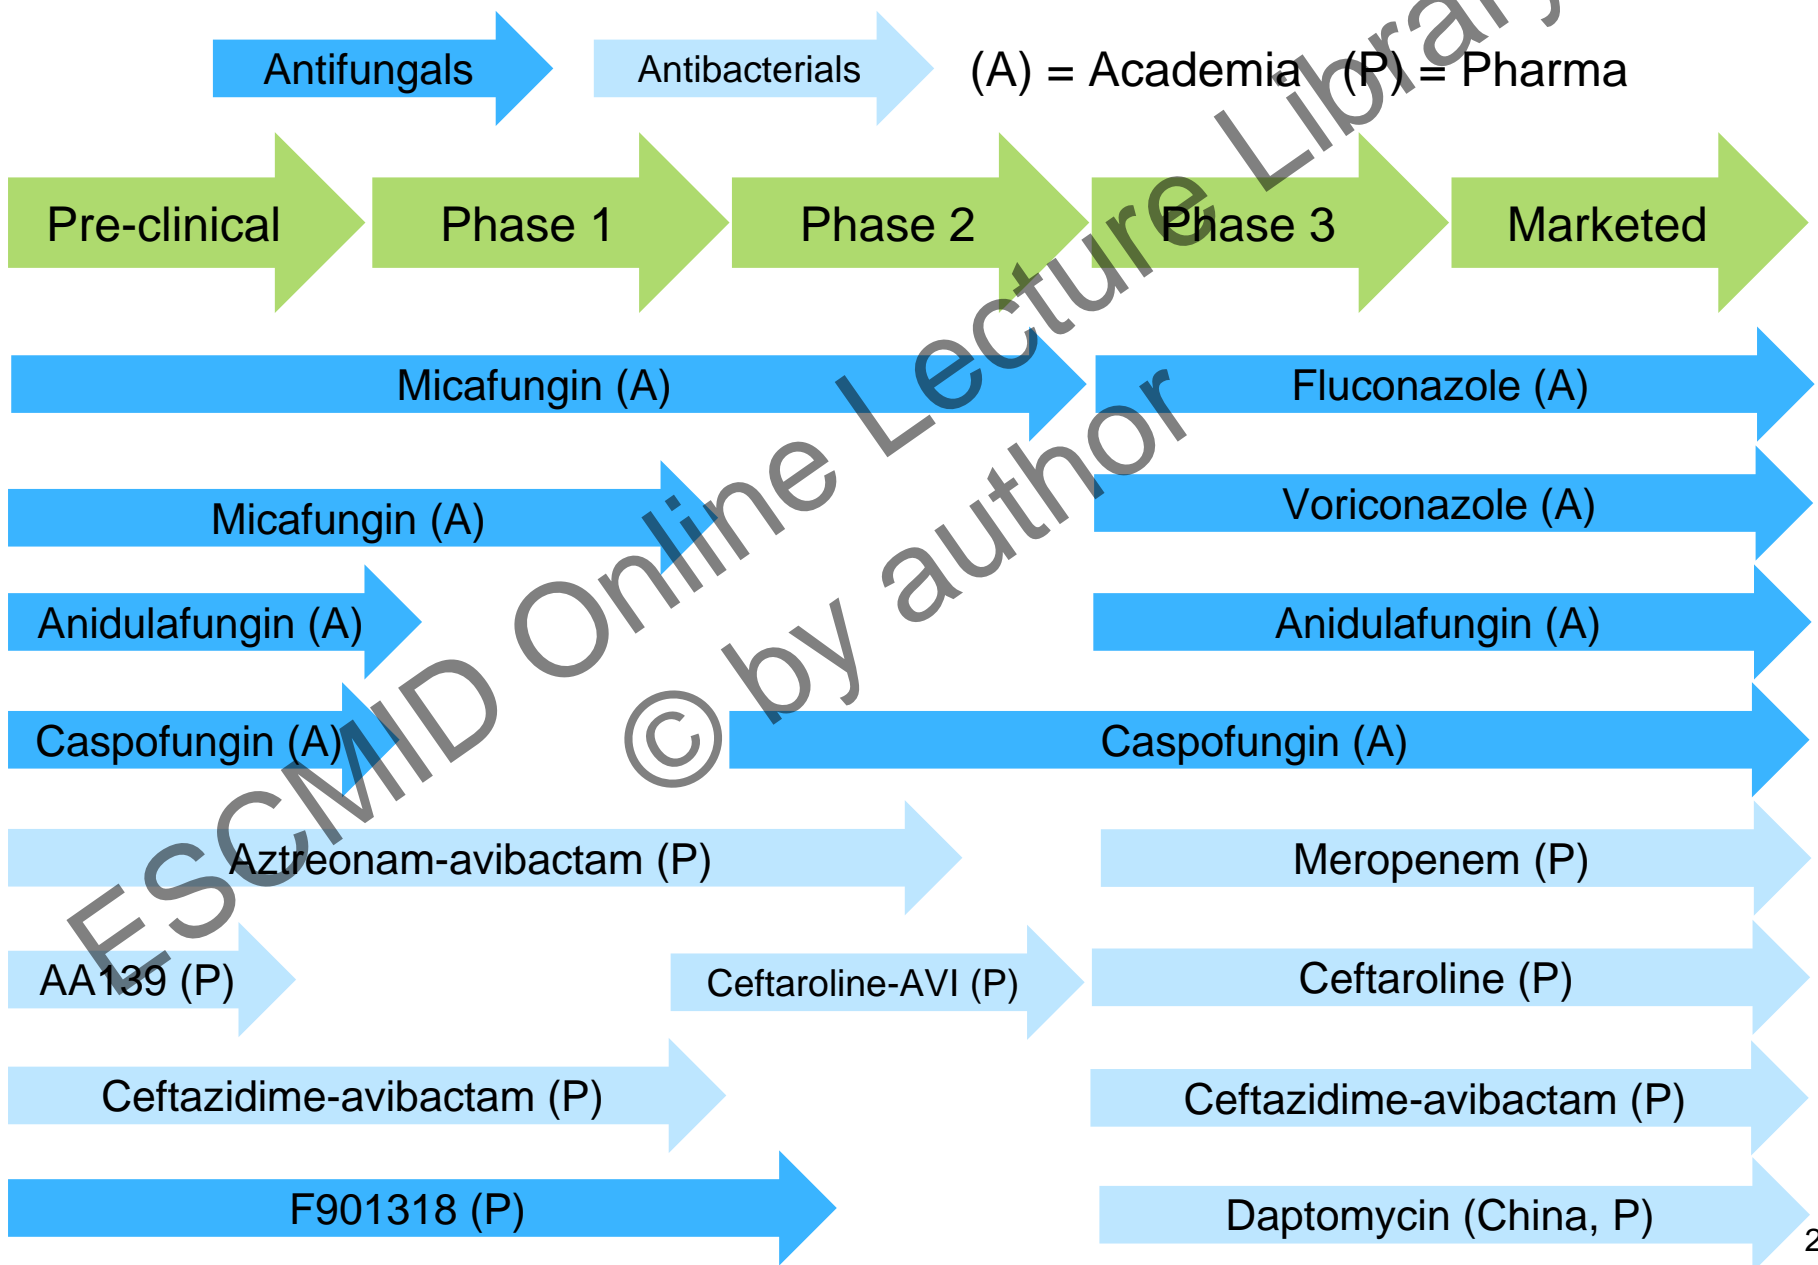 Antifungals
Antibacterials
(A) = Academia (P) = Pharma
Pre-clinical
Phase 1
Phase 2
Phase 3
Marketed
Micafungin (A)
Fluconazole (A)
Micafungin (A)
Voriconazole (A)
Anidulafungin (A)
Anidulafungin (A)
Caspofungin (A)
Caspofungin (A)
Aztreonam-avibactam (P)
Meropenem (P)
AA139 (P)
Ceftaroline-AVI (P)
Ceftaroline (P)
Ceftazidime-avibactam (P)
Ceftazidime-avibactam (P)
F901318 (P)
Daptomycin (China, P)
2
ESCMID Online Lecture Library
© by author